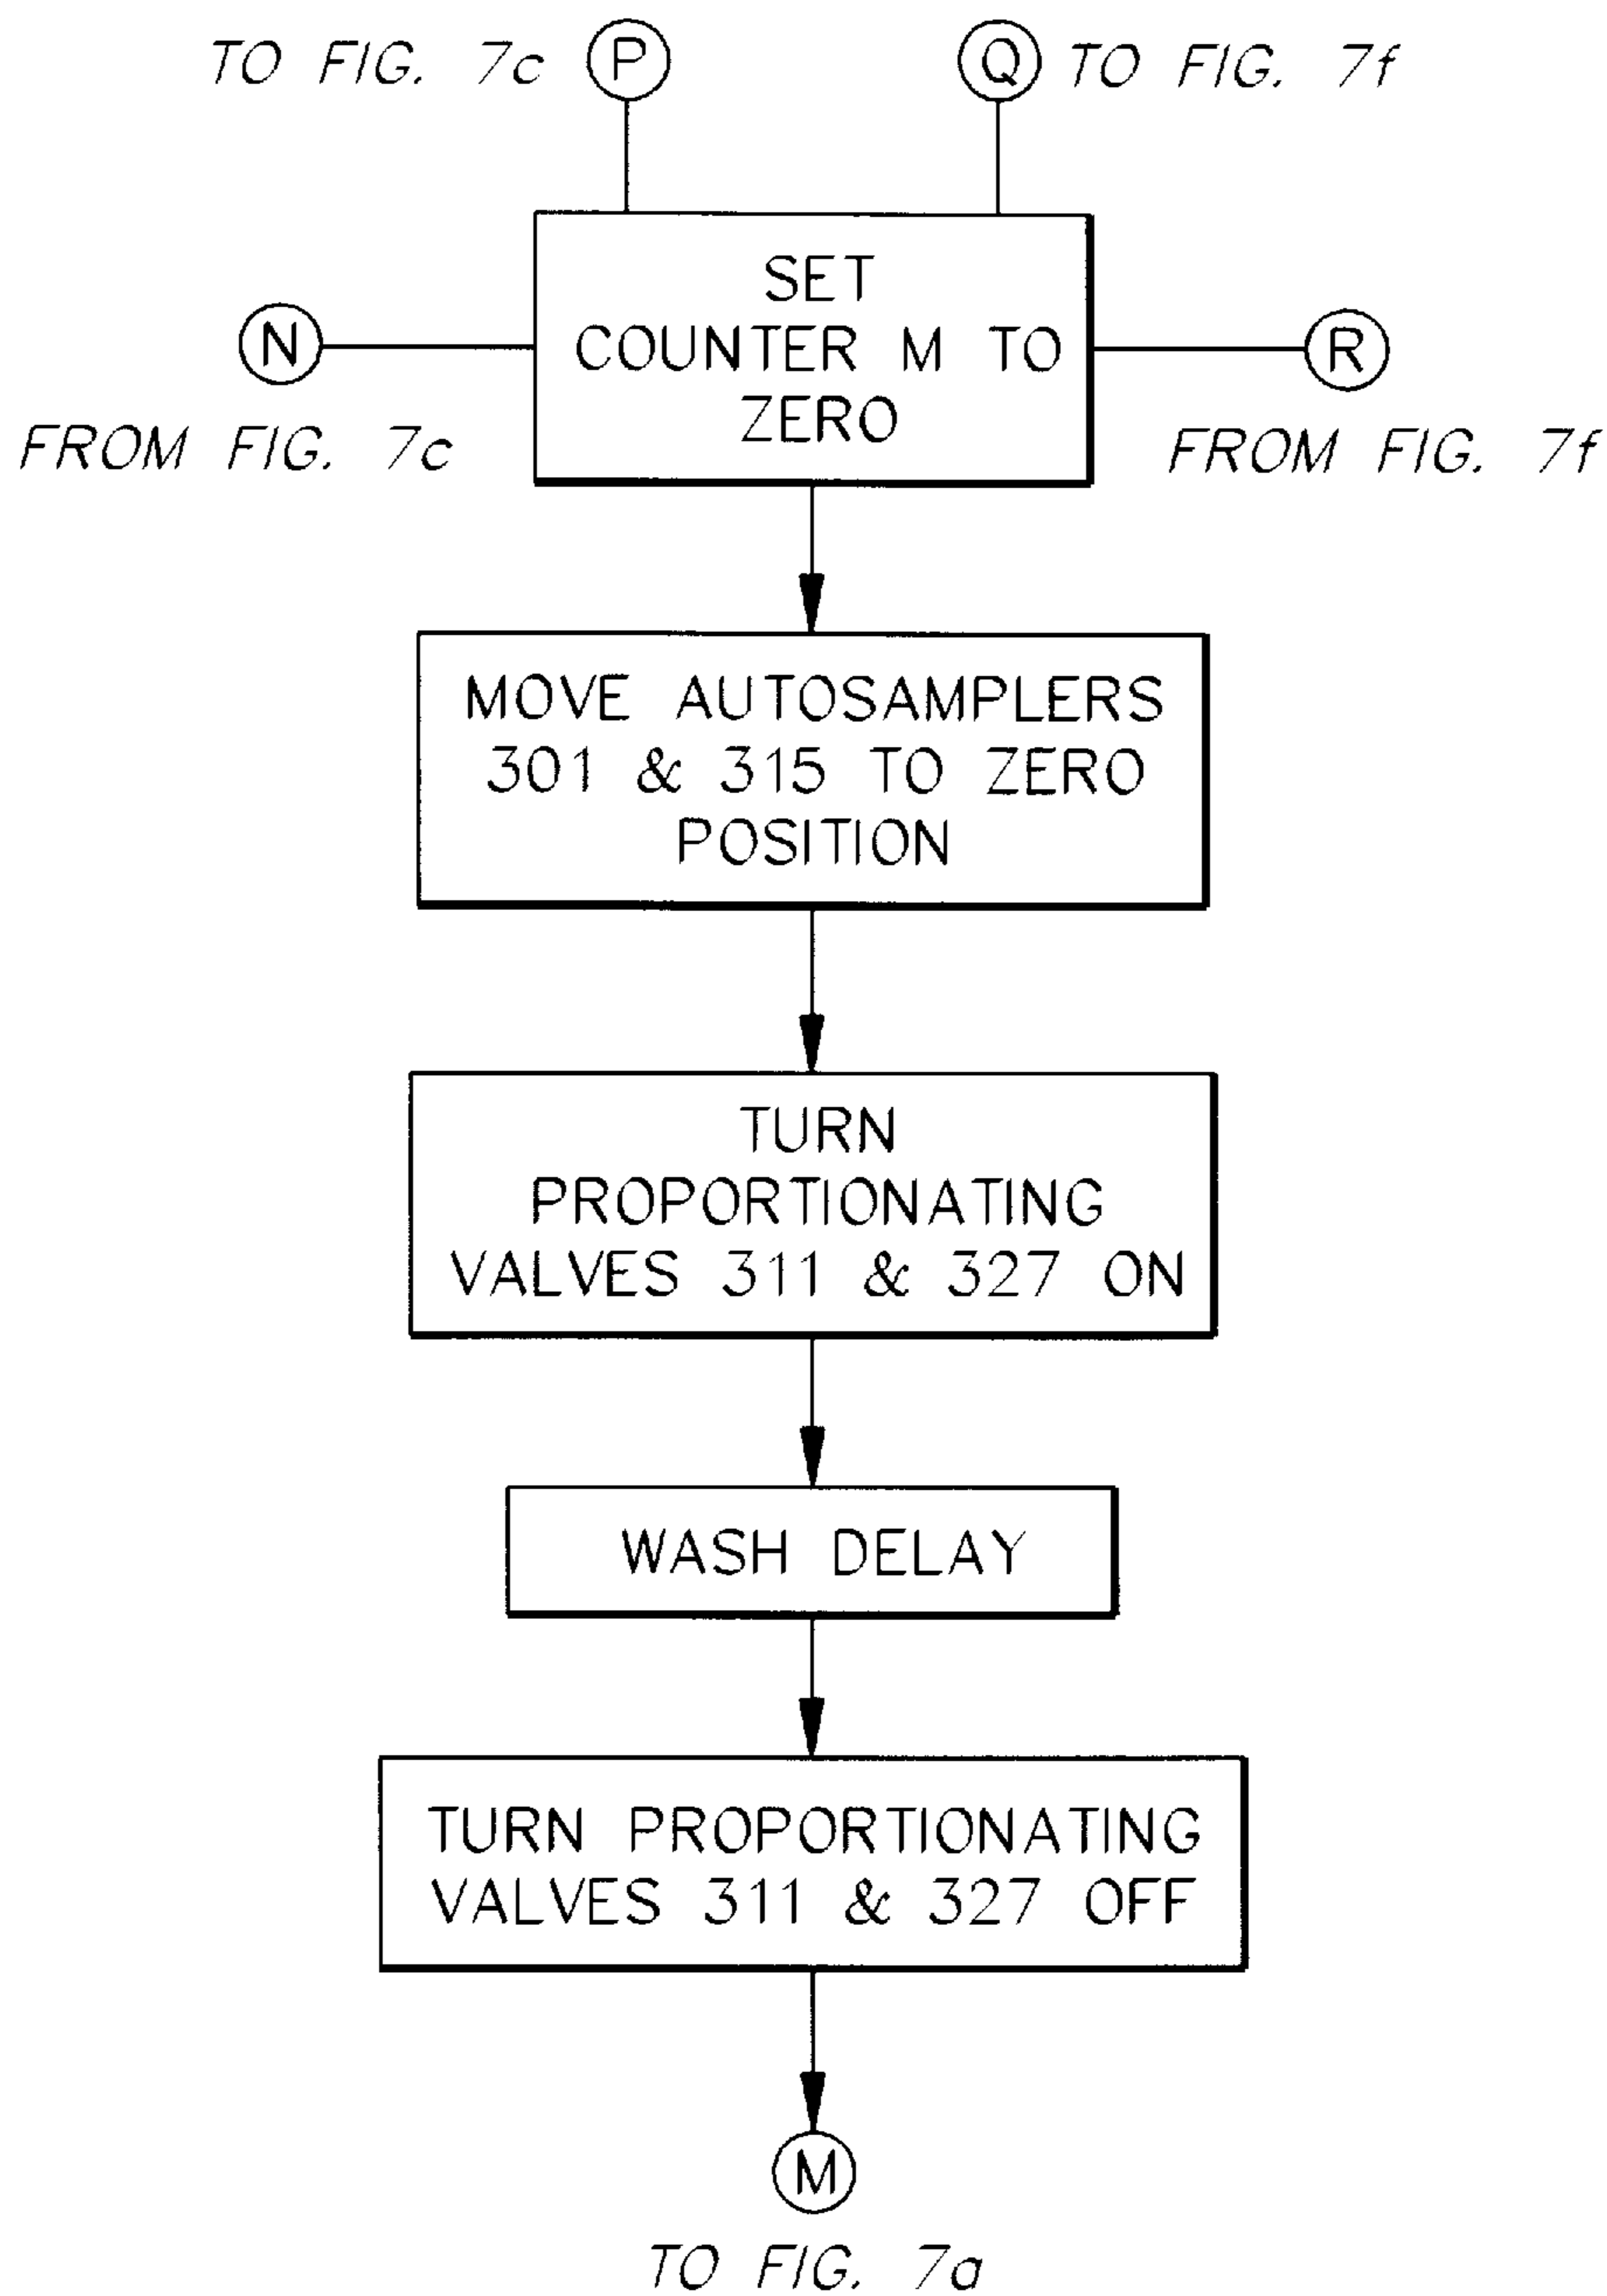 TO FIG. 7c P
Q TO FIG. 7f
SET
COUNTER M TO
ZERO
N
FROM FIG. 7c
R
FROM FIG. 7f
MOVE AUTOSAMPLERS
301 & 315 TO ZERO
POSITION
TURN
PROPORTIONATING
VALVES 311 & 327 ON
WASH DELAY
TURN PROPORTIONATING
VALVES 311 & 327 OFF
M
TO FIG. 7a